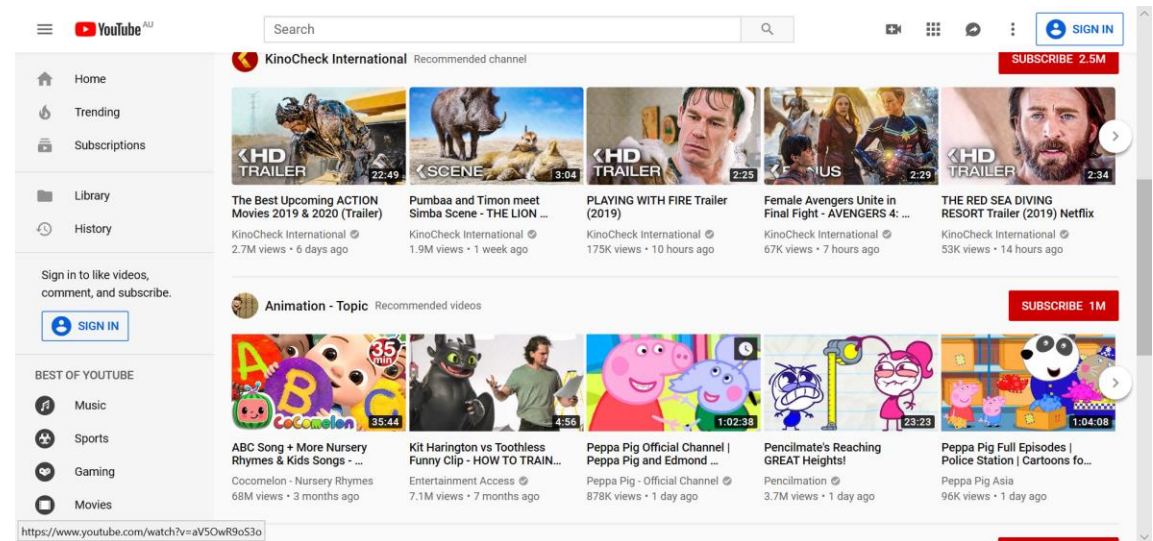 YouTube AU
Search
SIGN IN
Home
Trending
Subscriptions
Library
History
Sign in to like videos,
comment, and subscribe.
SIGN IN
BEST OF YOUTUBE
Music
Sports
Gaming
Movies
KinoCheck International Recommended channel
SUBSCRIBE 2.5M
HD
TRAILER
22:49
SCENE
3:04
HD
TRAILER
2:25
US
2:29
HD
TRAILER
2:34
The Best Upcoming ACTION
Movies 2019 & 2020 (Trailer)
KinoCheck International
2.7M views • 6 days ago
Pumbaa and Timon meet
Simba Scene - THE LION ...
KinoCheck International
1.9M views • 1 week ago
PLAYING WITH FIRE Trailer
(2019)
KinoCheck International
175K views • 10 hours ago
Female Avengers Unite in
Final Fight - AVENGERS 4: ...
KinoCheck International
67K views • 7 hours ago
THE RED SEA DIVING
RESORT Trailer (2019) Netflix
KinoCheck International
53K views • 14 hours ago
Animation - Topic Recommended videos
SUBSCRIBE 1M
A B C
35
min
Cocomelon
35:44
4:56
1:02:38
23:23
1:04:08
ABC Song + More Nursery
Rhymes & Kids Songs - ...
Cocomelon - Nursery Rhymes
68M views • 3 months ago
Kit Harington vs Toothless
Funny Clip - HOW TO TRAIN...
Entertainment Access
7.1M views • 7 months ago
Peppa Pig Official Channel |
Peppa Pig and Edmond ...
Peppa Pig - Official Channel
878K views • 1 day ago
Pencilmate's Reaching
GREAT Heights!
Pencilmation
3.7M views • 1 day ago
Peppa Pig Full Episodes |
Police Station | Cartoons fo...
Peppa Pig Asia
96K views • 1 day ago
https://www.youtube.com/watch?v=aV5OwR9oS3o